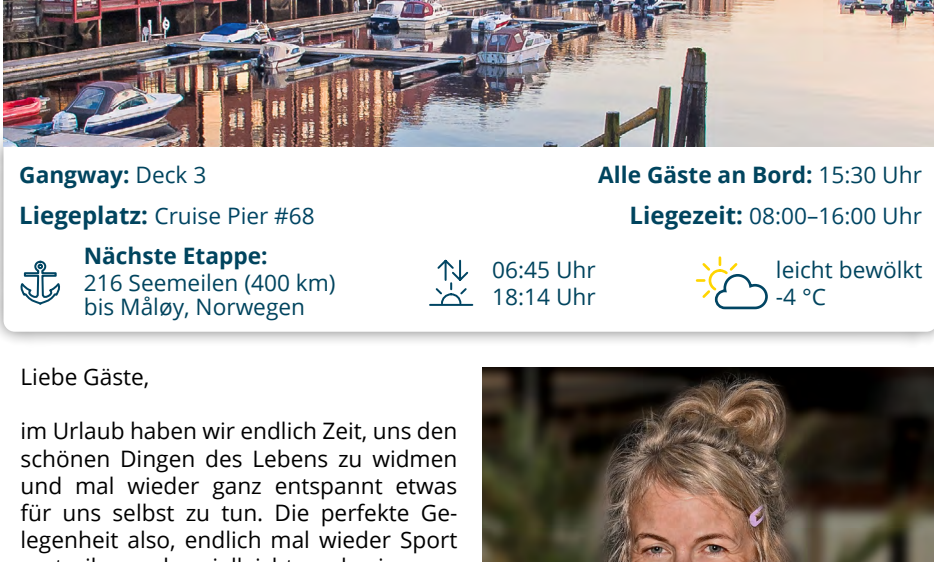 Gangway: Deck 3
Alle Gäste an Bord: 15:30 Uhr
Liegeplatz: Cruise Pier #68
Liegezeit: 08:00–16:00 Uhr
Nächste Etappe:
216 Seemeilen (400 km)
bis Måløy, Norwegen
06:45 Uhr
18:14 Uhr
leicht bewölkt
-4 °C
Liebe Gäste,
im Urlaub haben wir endlich Zeit, uns den
schönen Dingen des Lebens zu widmen
und mal wieder ganz entspannt etwas
für uns selbst zu tun. Die perfekte Ge-
legenheit also, endlich mal wieder Sport